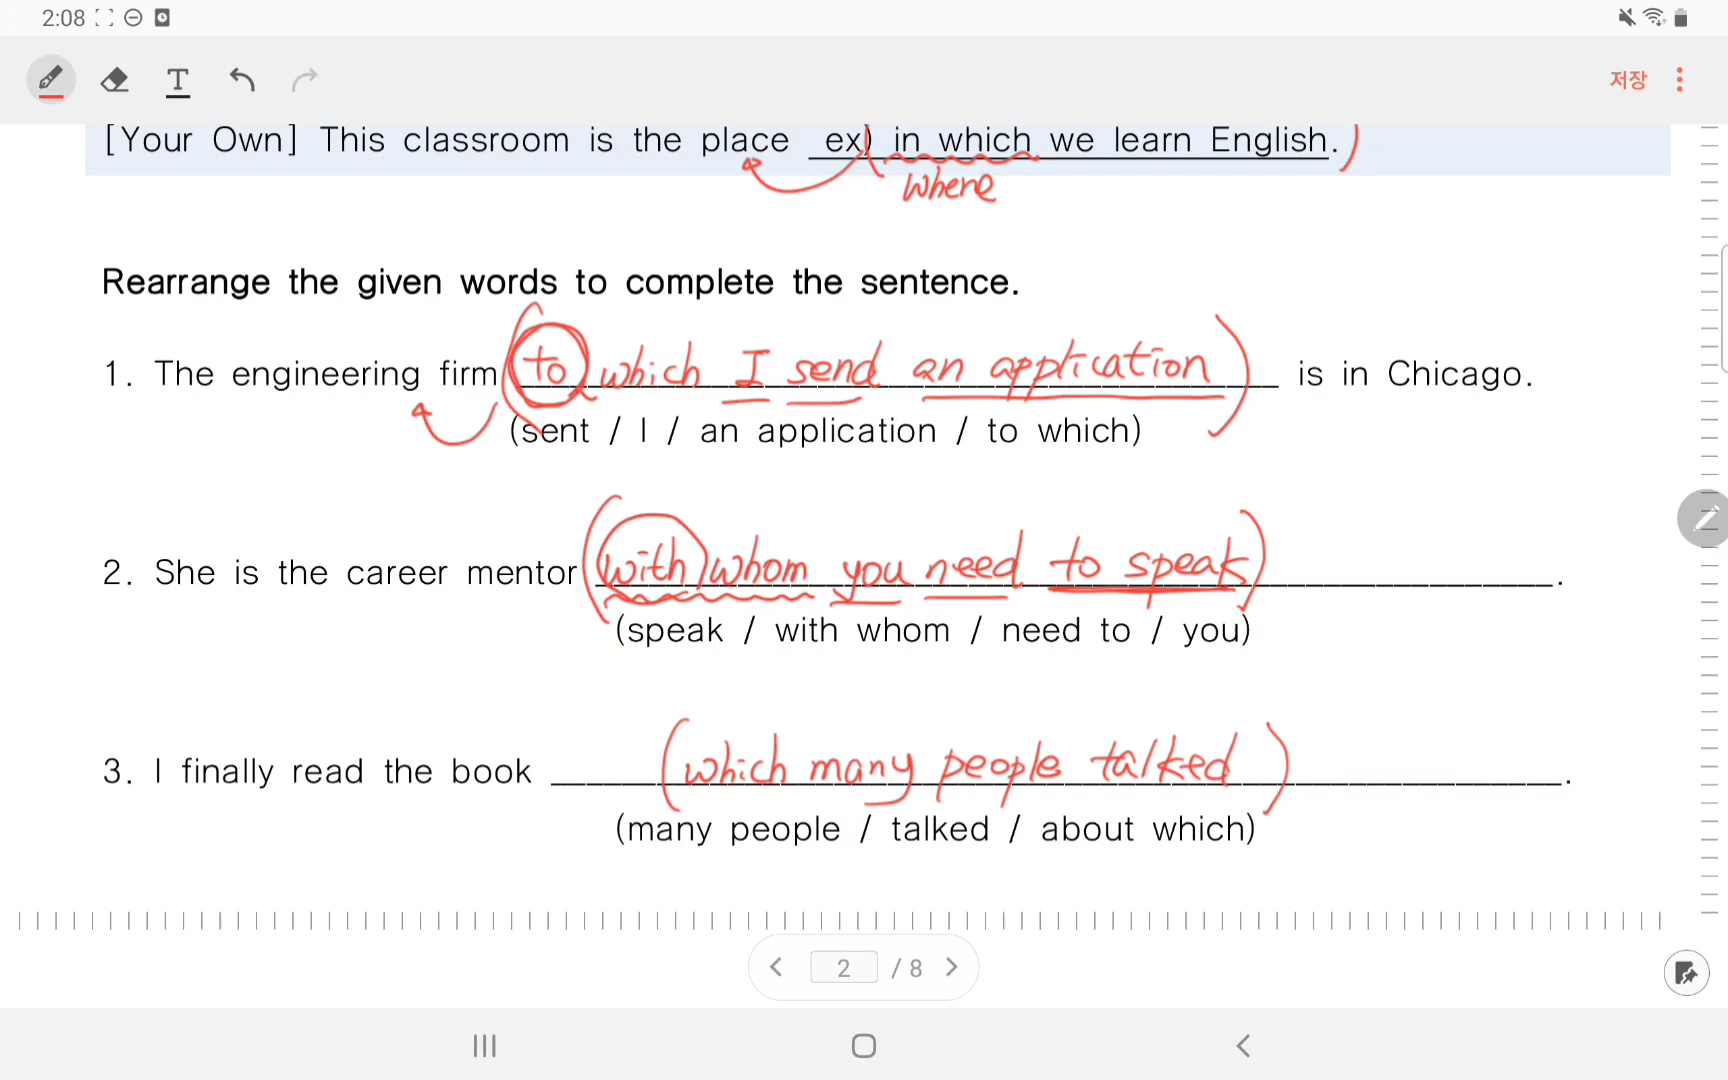 2:08
T 저장
[Your Own] This classroom is the place ex) in which we learn English.
where
Rearrange the given words to complete the sentence.
1. The engineering firm to which I send an application is in Chicago.
(sent / I / an application / to which)
2. She is the career mentor with whom you need to speak.
(speak / with whom / need to / you)
3. I finally read the book (which many people talked).
(many people / talked / about which)
2 / 8